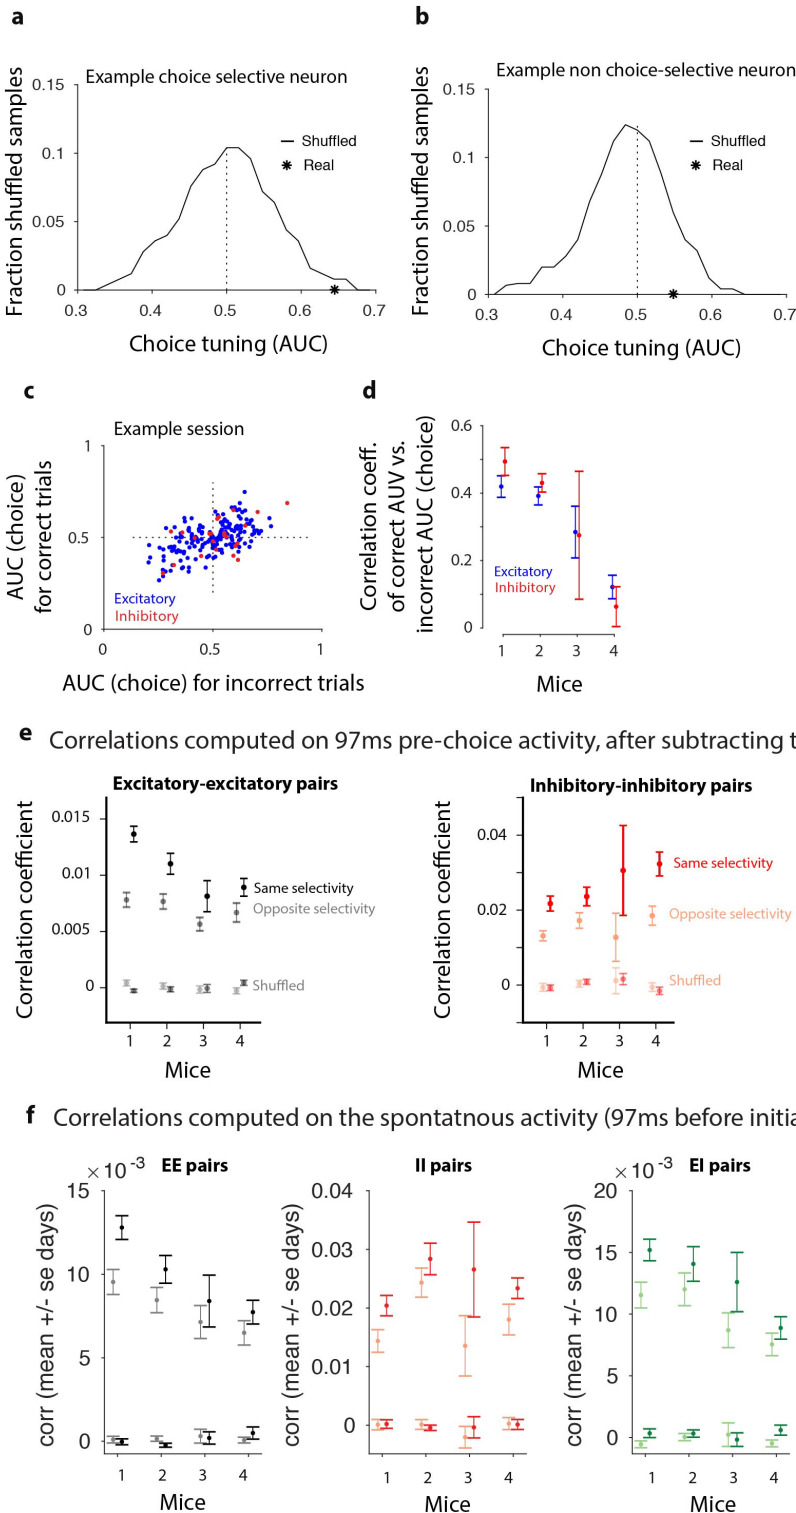 a
Example choice selective neuron
Fraction shuffled samples
0.15
0.1
0.05
0
Shuffled
Real
0.3 0.4 0.5 0.6 0.7
Choice tuning (AUC)
b
Example non choice-selective neuron
Fraction shuffled samples
0.15
0.1
0.05
0
Shuffled
Real
0.3 0.4 0.5 0.6 0.7
Choice tuning (AUC)
c
Example session
AUC (choice)
for correct trials
1
0.5
0
Excitatory
Inhibitory
0 0.5 1
AUC (choice) for incorrect trials
d
Correlation coeff.
of correct AUV vs.
incorrect AUC (choice)
0.6
0.4
0.2
0
Excitatory
Inhibitory
1 2 3 4
Mice
e Correlations computed on 97ms pre-choice activity, after subtracting t
Excitatory-excitatory pairs
Correlation coefficient
0.015
0.01
0.005
0
Same selectivity
Opposite selectivity
Shuffled
1 2 3 4
Mice
Inhibitory-inhibitory pairs
Correlation coefficient
0.04
0.02
0
Same selectivity
Opposite selectivity
Shuffled
1 2 3 4
Mice
f Correlations computed on the spontatnous activity (97ms before initia
×10-3 EE pairs
corr (mean +/- se days)
15
10
5
0
1 2 3 4
Mice
II pairs
corr (mean +/- se days)
0.04
0.03
0.02
0.01
0
1 2 3 4
Mice
×10-3 EI pairs
corr (mean +/- se days)
20
15
10
5
0
1 2 3 4
Mice